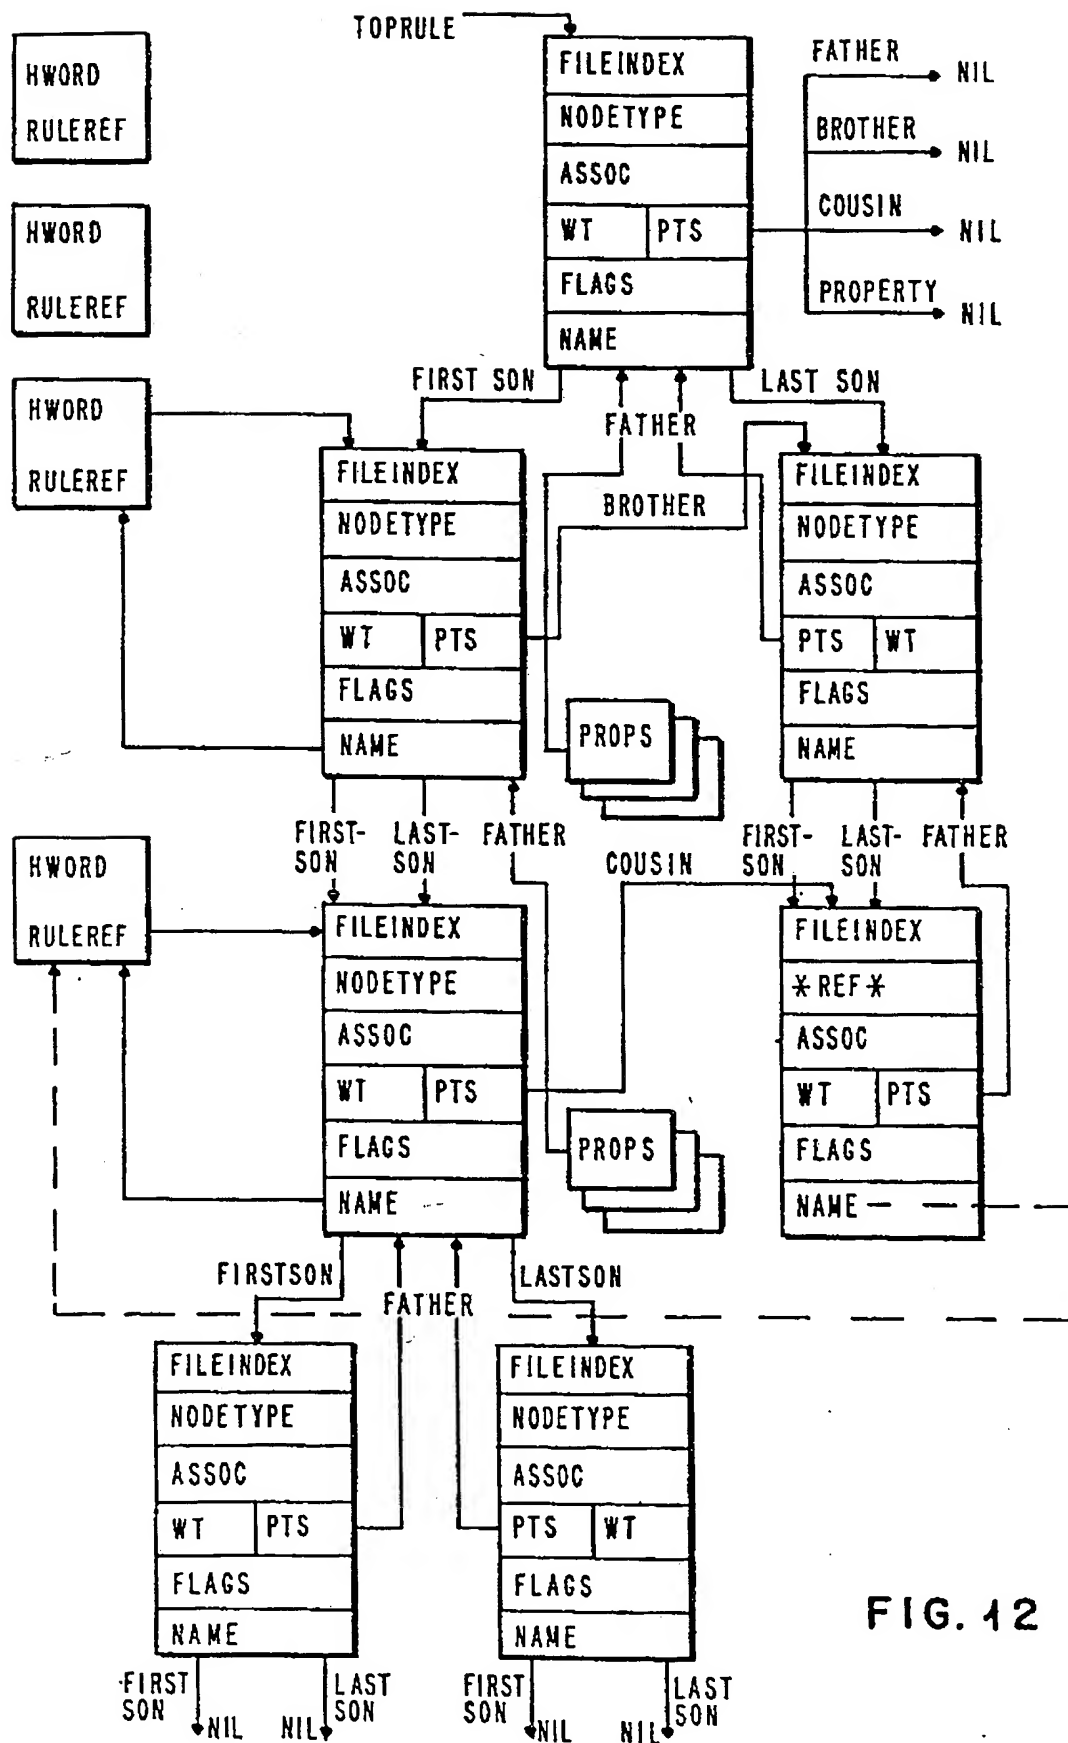 TOPRULE
HWORD
RULEREF
FILEINDEX
NODETYPE
ASSOC
WT PTS
FLAGS
NAME
FATHER NIL
BROTHER NIL
COUSIN NIL
PROPERTY NIL
HWORD
RULEREF
FIRST SON
LAST SON
FATHER
BROTHER
HWORD
RULEREF
FILEINDEX
NODETYPE
ASSOC
WT PTS
FLAGS
NAME
PROPS
FILEINDEX
NODETYPE
ASSOC
PTS WT
FLAGS
NAME
FIRST-
SON
LAST-
SON
FATHER
COUSIN
FIRST-
SON
LAST-
SON
FATHER
HWORD
RULEREF
FILEINDEX
NODETYPE
ASSOC
WT PTS
FLAGS
NAME
PROPS
FILEINDEX
*REF*
ASSOC
WT PTS
FLAGS
NAME
FIRSTSON
FATHER
LASTSON
FILEINDEX
NODETYPE
ASSOC
WT PTS
FLAGS
NAME
FILEINDEX
NODETYPE
ASSOC
PTS WT
FLAGS
NAME
FIRST
SON
NIL
LAST
SON
NIL
FIRST
SON
NIL
LAST
SON
NIL
FIG. 12